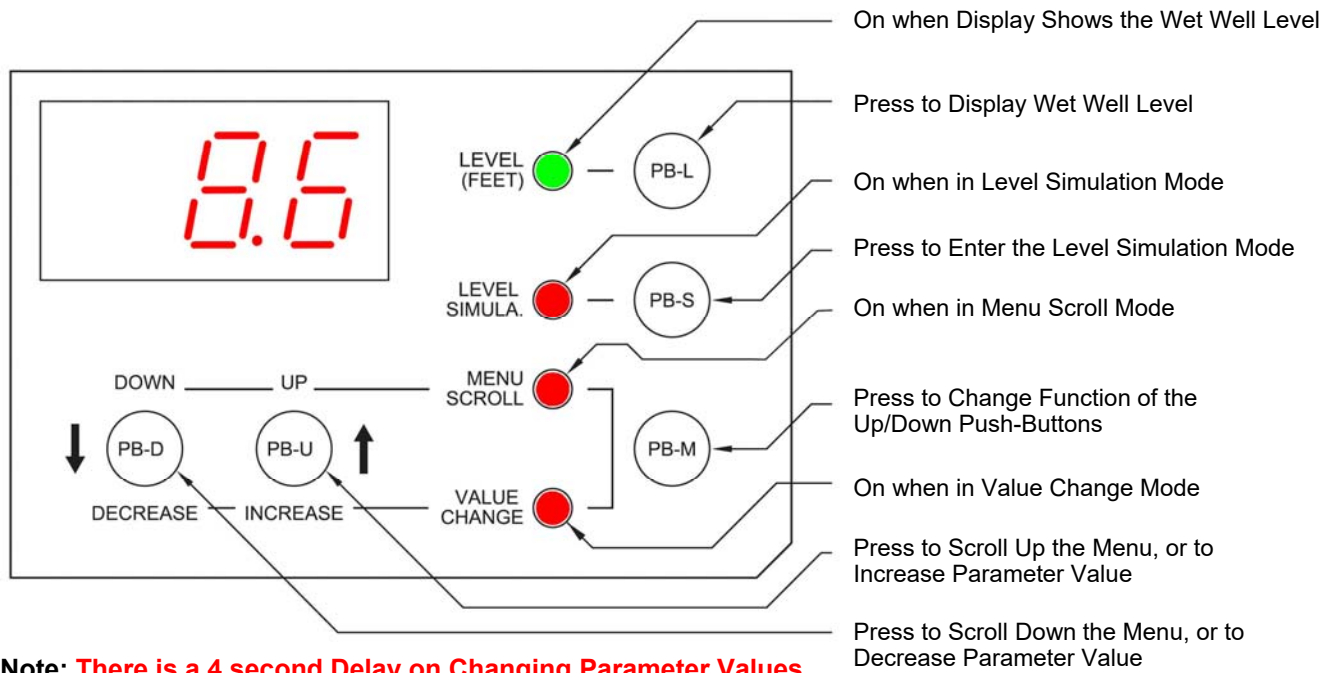 On when Display Shows the Wet Well Level
8.6
LEVEL
(FEET)
PB-L
Press to Display Wet Well Level
On when in Level Simulation Mode
LEVEL
SIMULA.
PB-S
Press to Enter the Level Simulation Mode
On when in Menu Scroll Mode
DOWN
UP
MENU
SCROLL
Press to Change Function of the
Up/Down Push-Buttons
PB-D
PB-U
PB-M
DECREASE
INCREASE
VALUE
CHANGE
On when in Value Change Mode
Press to Scroll Up the Menu, or to
Increase Parameter Value
Press to Scroll Down the Menu, or to
Decrease Parameter Value
Note: There is a 4 second Delay on Changing Parameter Values